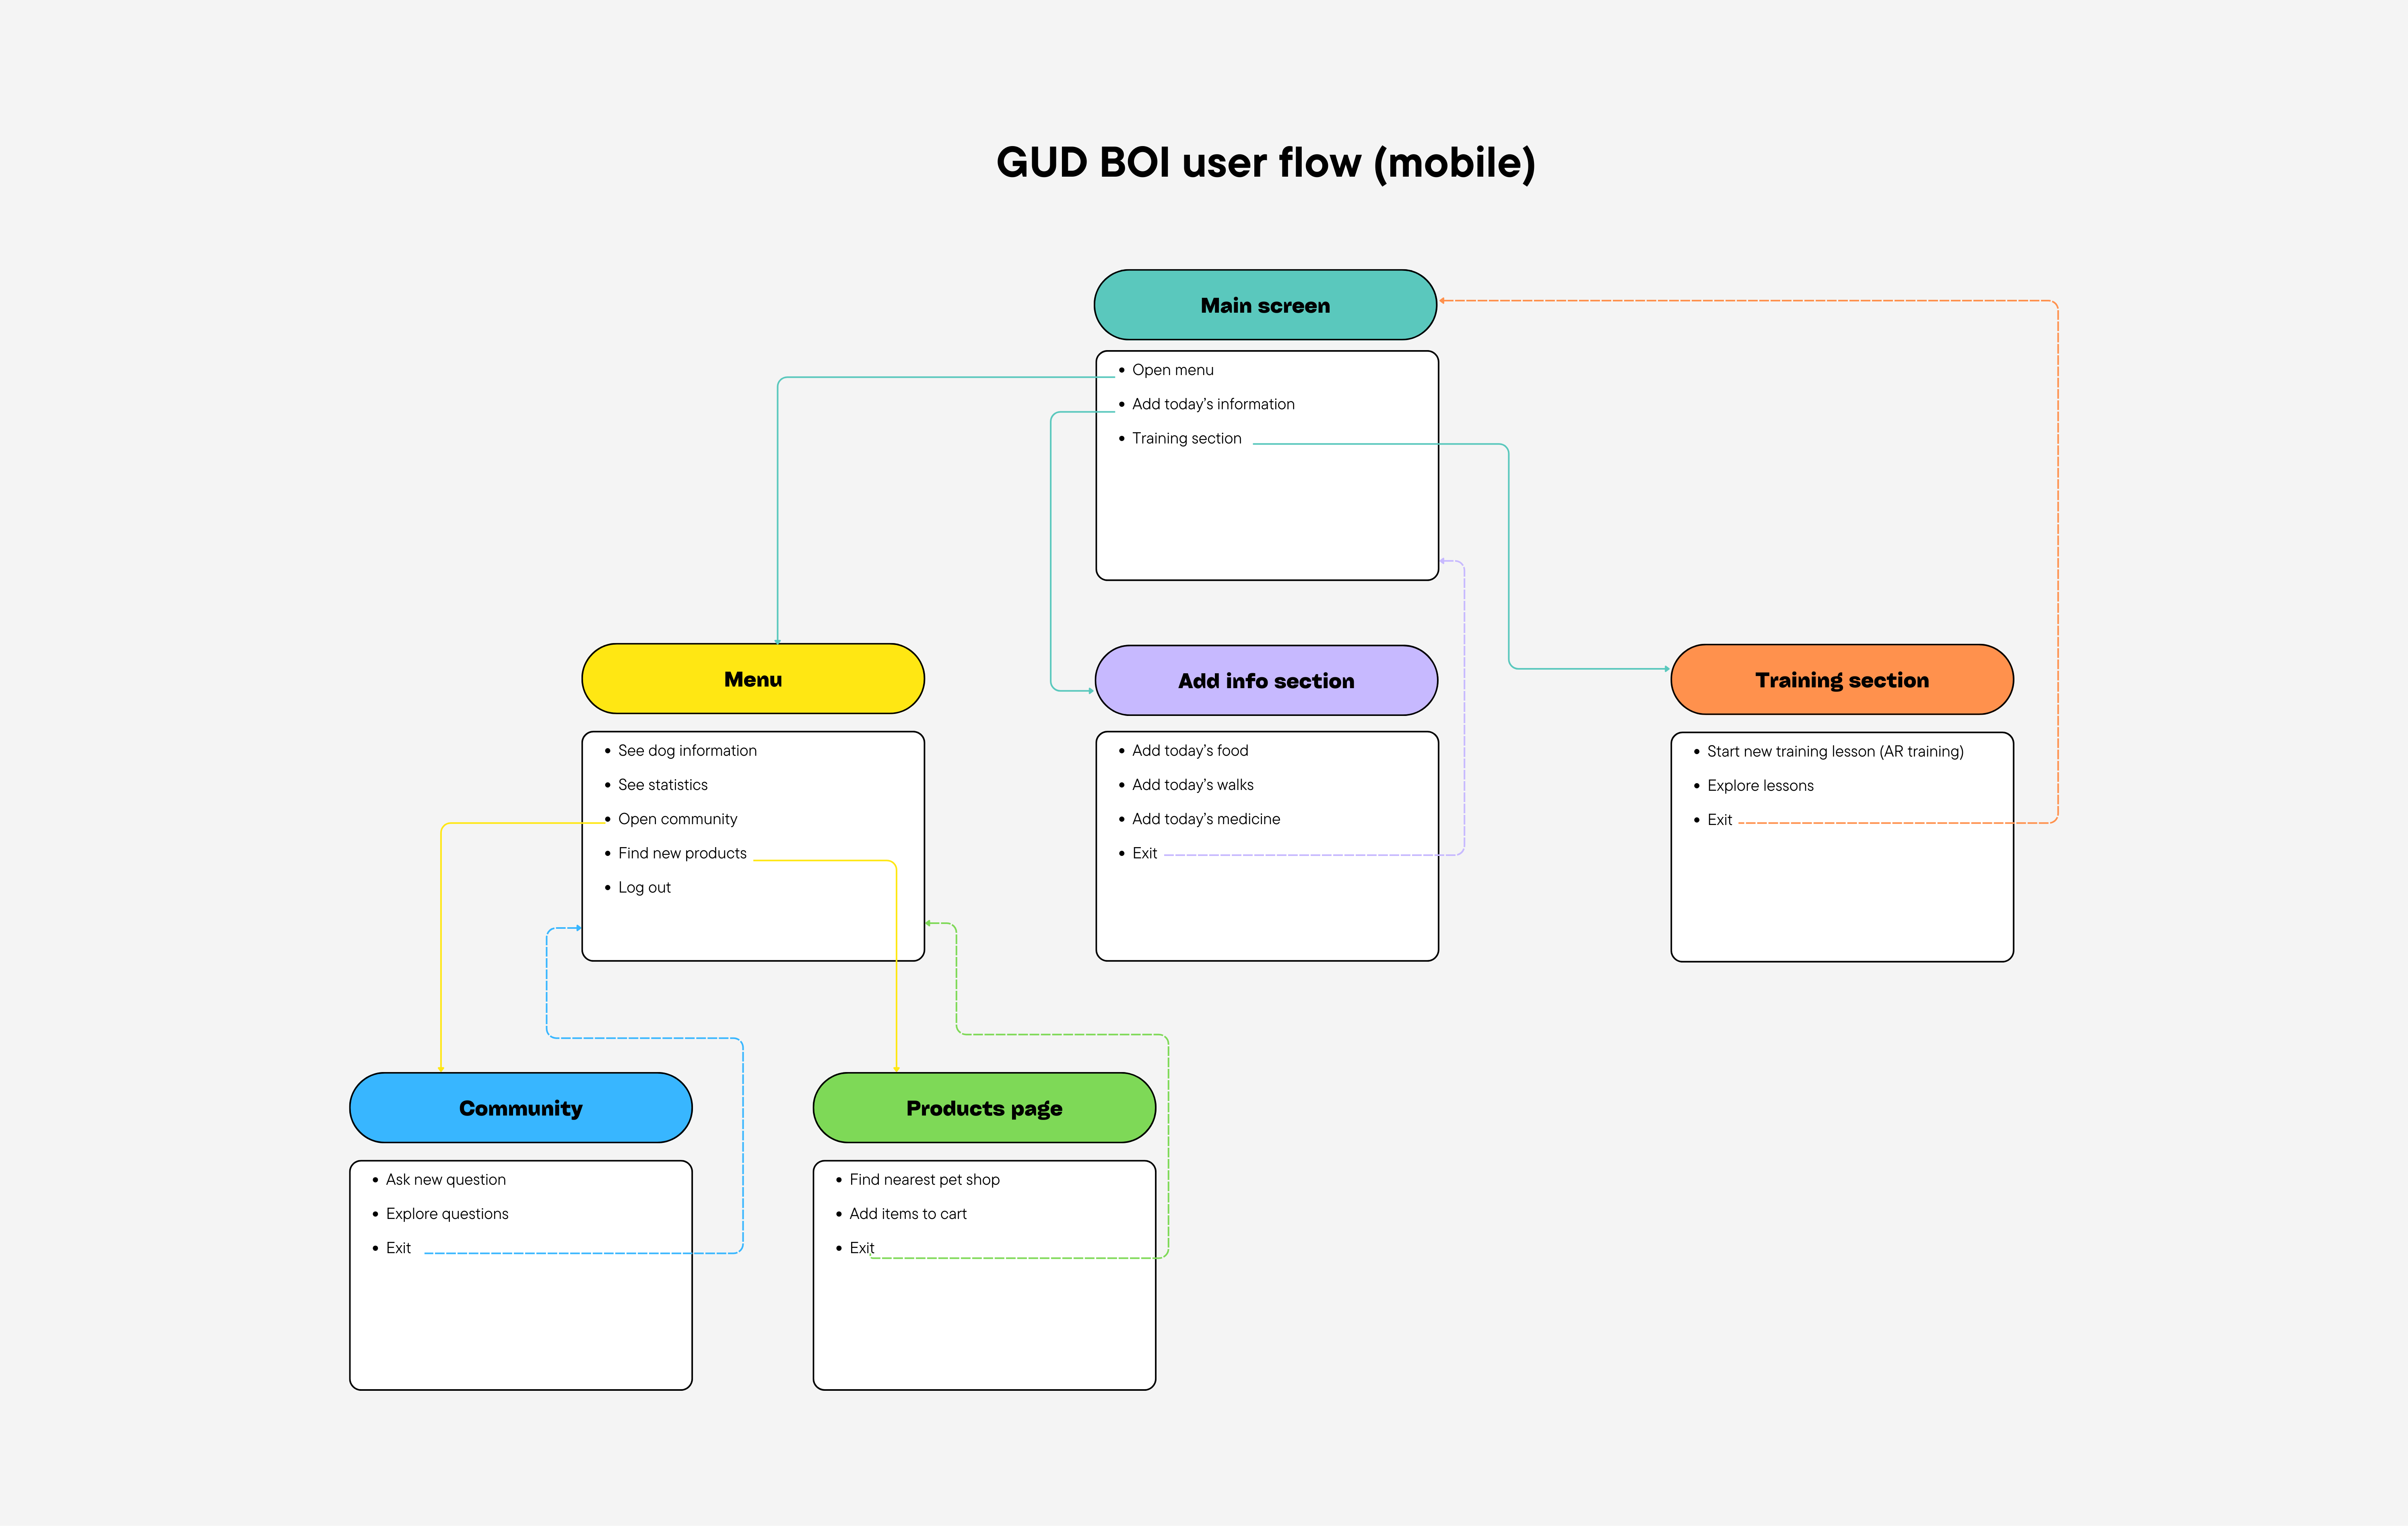 GUD BOI user flow (mobile)
Main screen
• Open menu
• Add today's information
• Training section
Menu
• See dog information
• See statistics
• Open community
• Find new products
• Log out
Add info section
• Add today's food
• Add today's walks
• Add today's medicine
• Exit
Training section
• Start new training lesson (AR training)
• Explore lessons
• Exit
Community
• Ask new question
• Explore questions
• Exit
Products page
• Find nearest pet shop
• Add items to cart
• Exit